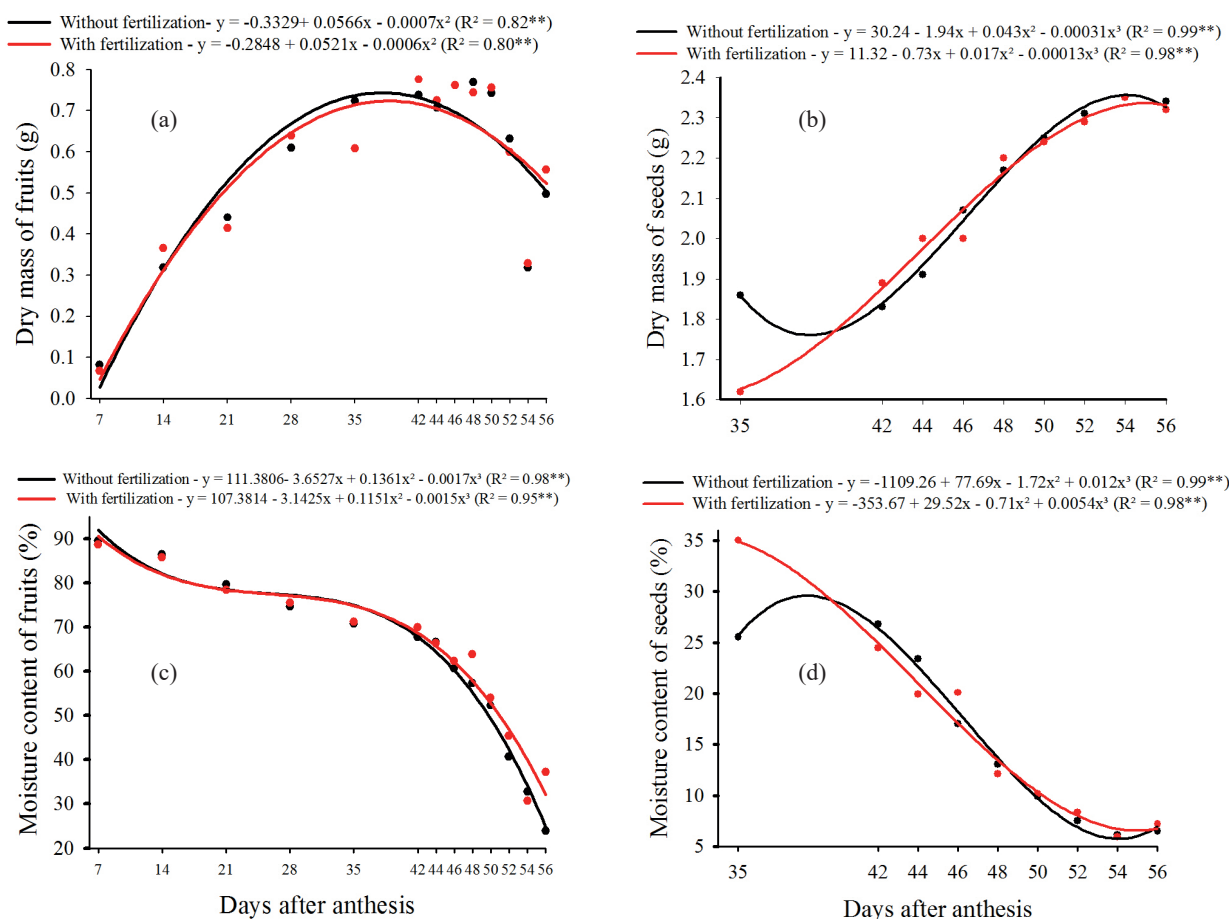 Without fertilization- y = -0.3329+ 0.0566x - 0.0007x² (R² = 0.82**)
With fertilization - y = -0.2848 + 0.0521x - 0.0006x² (R² = 0.80**)
0.8
0.7
0.6
0.5
0.4
0.3
0.2
0.1
0.0
Dry mass of fruits (g)
(a)
7 14 21 28 35 42 44 46 48 50 52 54 56
Without fertilization - y = 30.24 - 1.94x + 0.043x² - 0.00031x³ (R² = 0.99**)
With fertilization - y = 11.32 - 0.73x + 0.017x² - 0.00013x³ (R² = 0.98**)
2.4
2.3
2.2
2.1
2.0
1.9
1.8
1.7
1.6
Dry mass of seeds (g)
(b)
35 42 44 46 48 50 52 54 56
Without fertilization - y = 111.3806- 3.6527x + 0.1361x² - 0.0017x³ (R² = 0.98**)
With fertilization - y = 107.3814 - 3.1425x + 0.1151x² - 0.0015x³ (R² = 0.95**)
90
80
70
60
50
40
30
20
Moisture content of fruits (%)
(c)
7 14 21 28 35 42 44 46 48 50 52 54 56
Days after anthesis
Without fertilization - y = -1109.26 + 77.69x - 1.72x² + 0.012x³ (R² = 0.99**)
With fertilization - y = -353.67 + 29.52x - 0.71x² + 0.0054x³ (R² = 0.98**)
35
30
25
20
15
10
5
Moisture content of seeds (%)
(d)
35 42 44 46 48 50 52 54 56
Days after anthesis